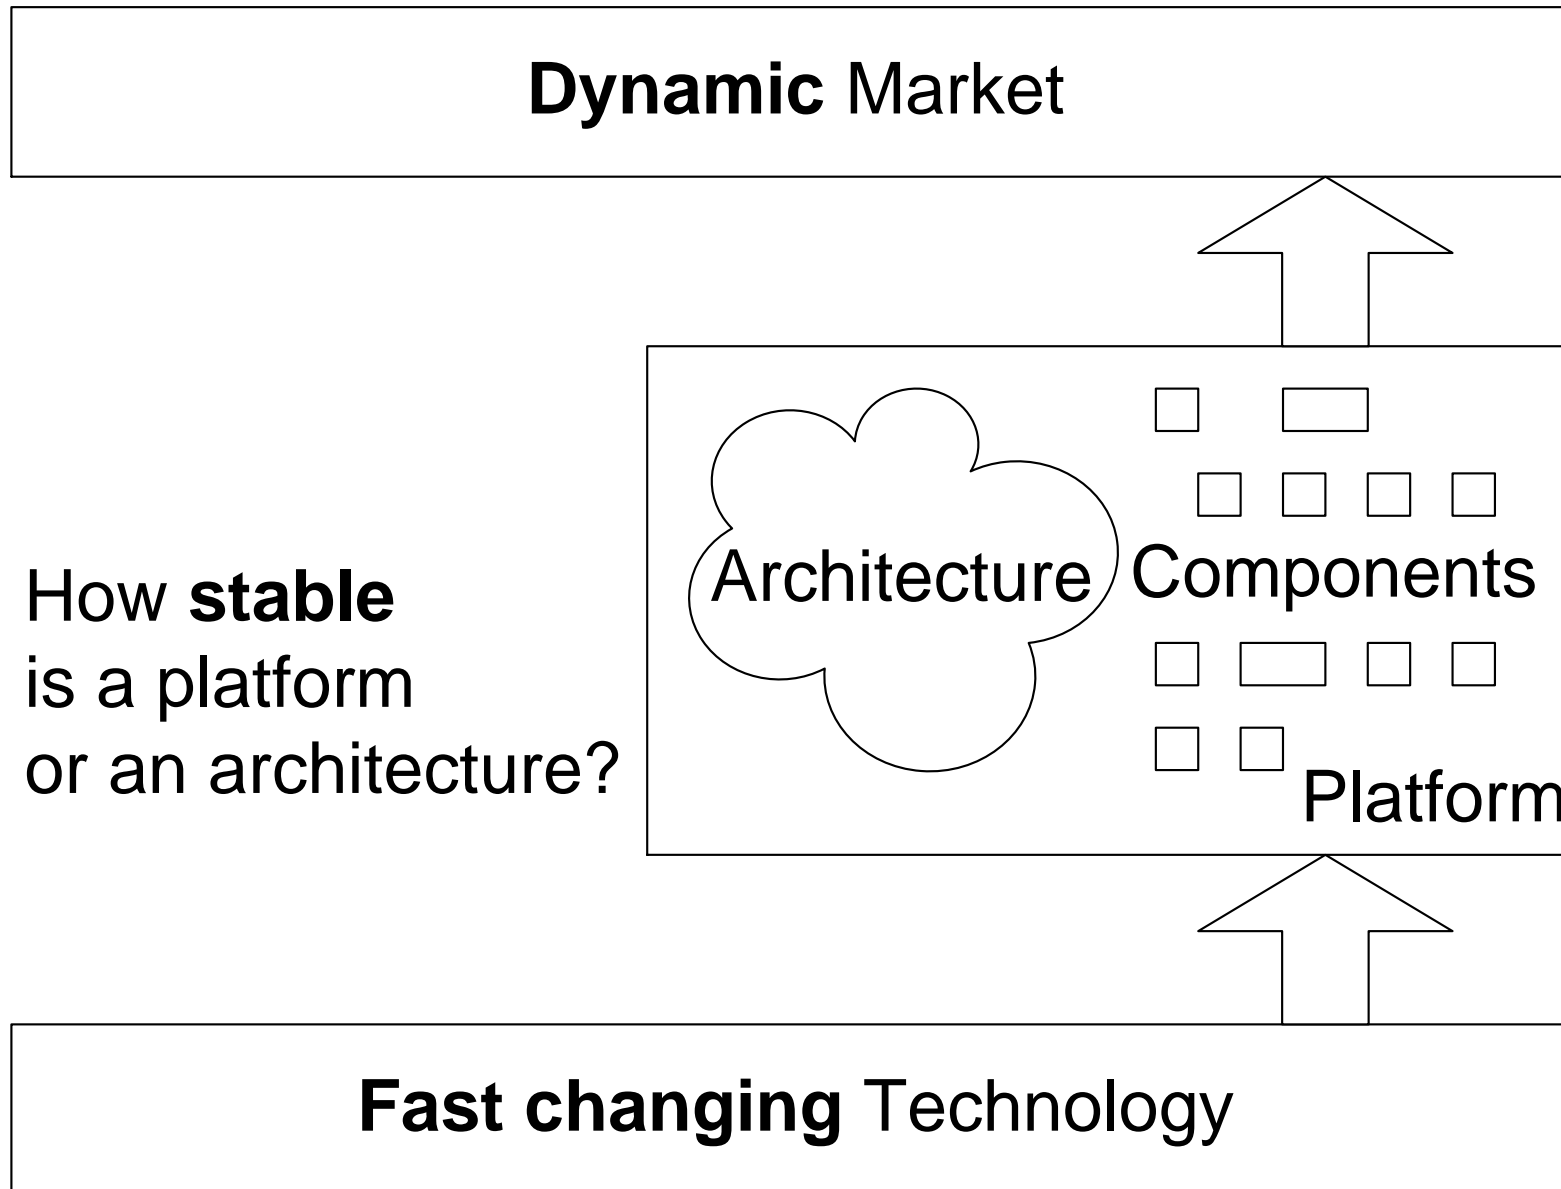 Dynamic Market
How stable
is a platform
or an architecture?
Architecture
Components
Platform
Fast changing Technology